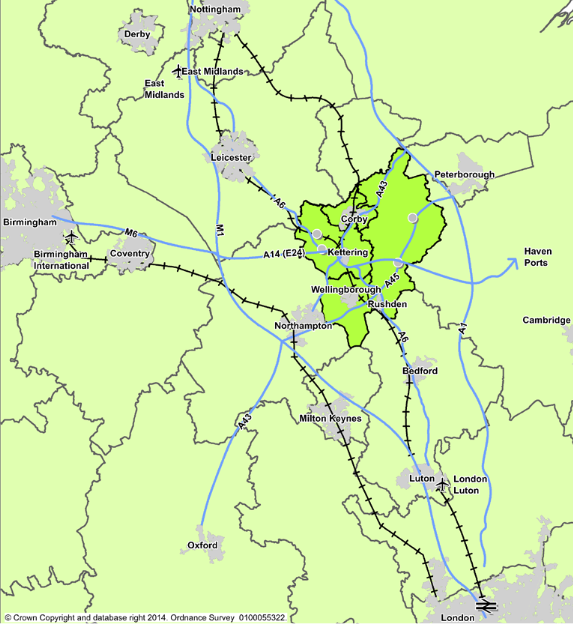 Nottingham
Derby
East Midlands
East
Midlands
Leicester
A6
A43
Peterborough
Corby
Birmingham
M6
M1
A14 (E24)
Kettering
Haven
Ports
Birmingham
International
Coventry
Wellingborough
A45
Rushden
Northampton
A6
A1
Cambridge
Bedford
A43
Milton Keynes
Luton
London
Luton
Oxford
London
© Crown Copyright and database right 2014. Ordnance Survey 0100055322.